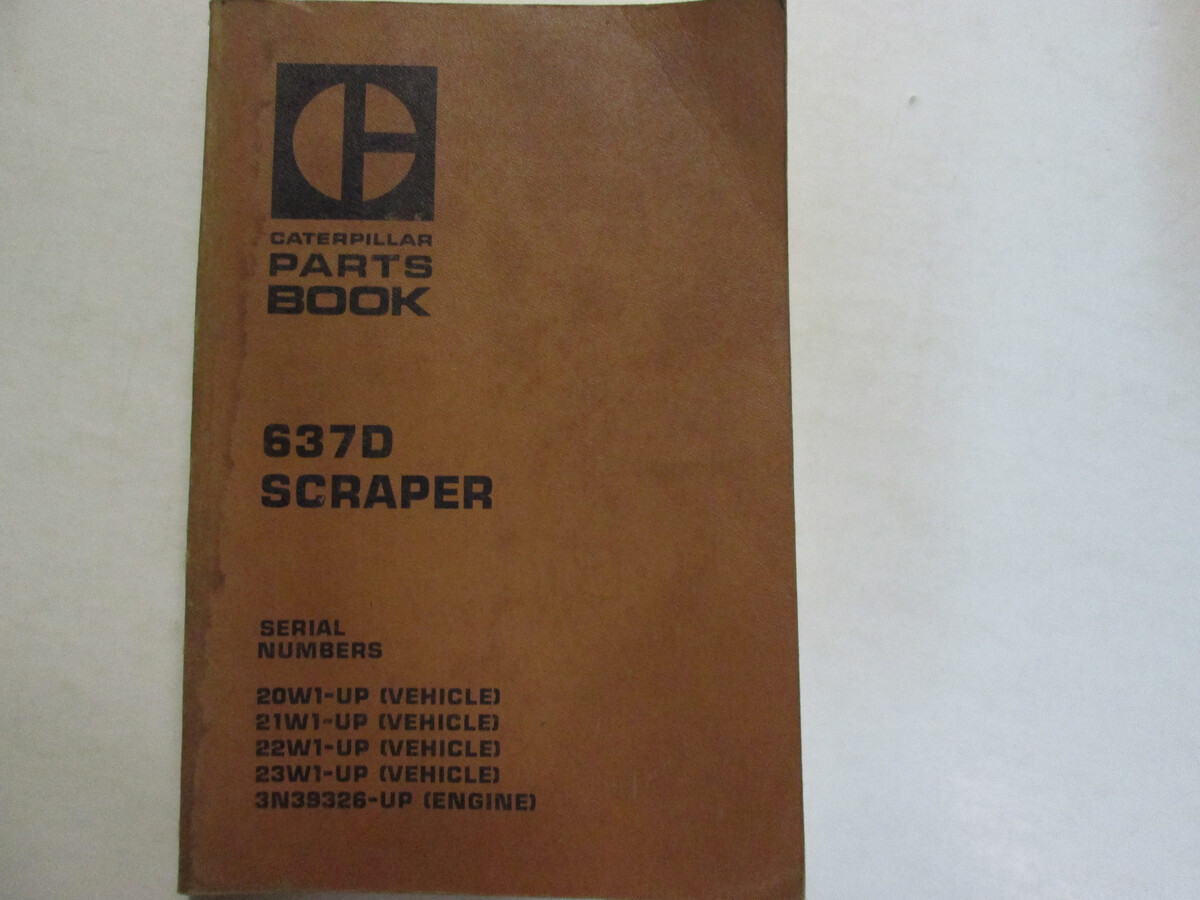 CATERPILLAR
PARTS
BOOK
637D
SCRAPER
SERIAL
NUMBERS
20W1-UP (VEHICLE)
21W1-UP (VEHICLE)
22W1-UP (VEHICLE)
23W1-UP (VEHICLE)
3N39326-UP (ENGINE)